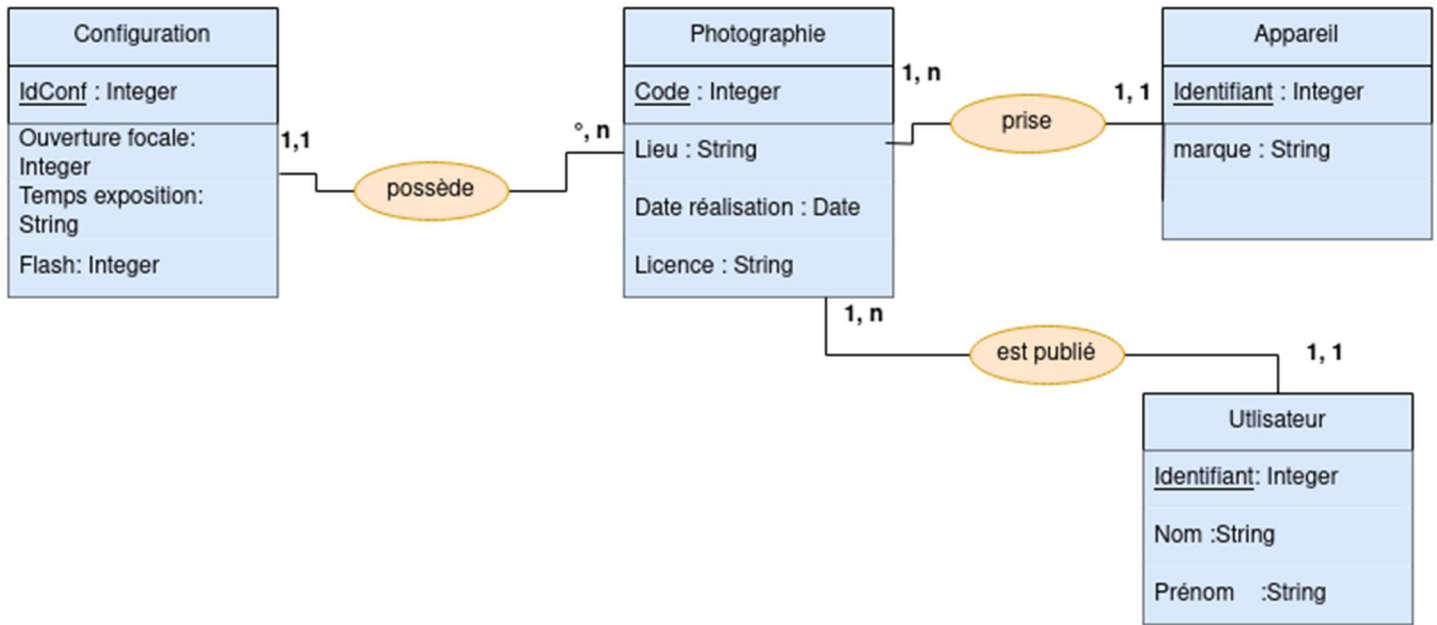 Configuration
IdConf : Integer
Ouverture focale:
Integer
Temps exposition:
String
Flash: Integer
1,1
possède
°, n
Photographie
Code : Integer
Lieu : String
Date réalisation : Date
Licence : String
1, n
prise
1, 1
Appareil
Identifiant : Integer
marque : String
1, n
est publié
1, 1
Utlisateur
Identifiant: Integer
Nom :String
Prénom :String